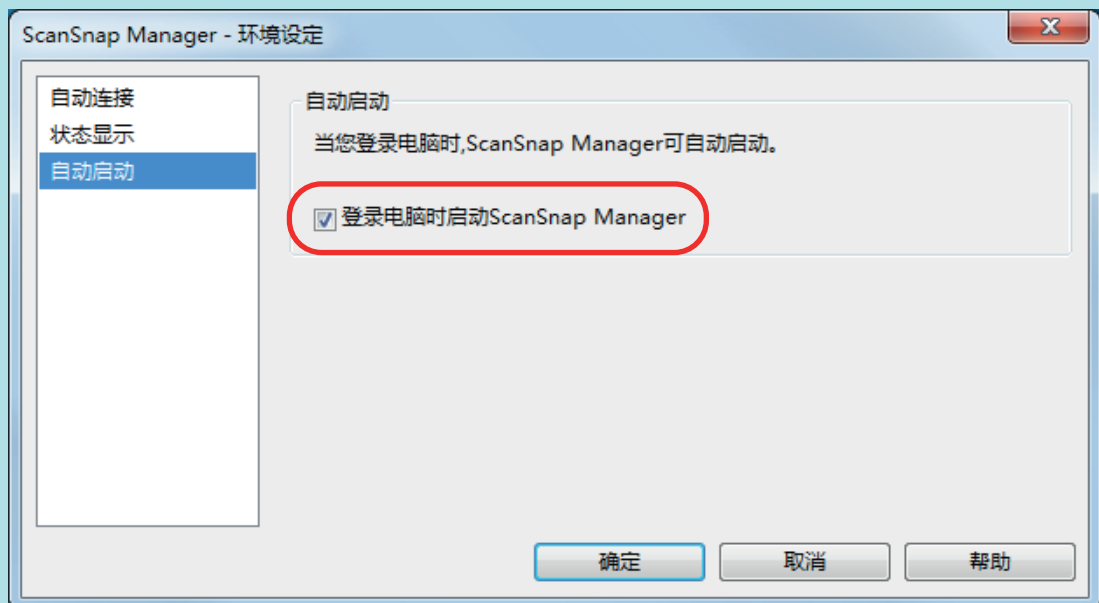 ScanSnap Manager - 环境设定
自动连接
状态显示
自动启动
自动启动
当您登录电脑时,ScanSnap Manager可自动启动。
登录电脑时启动ScanSnap Manager
确定
取消
帮助